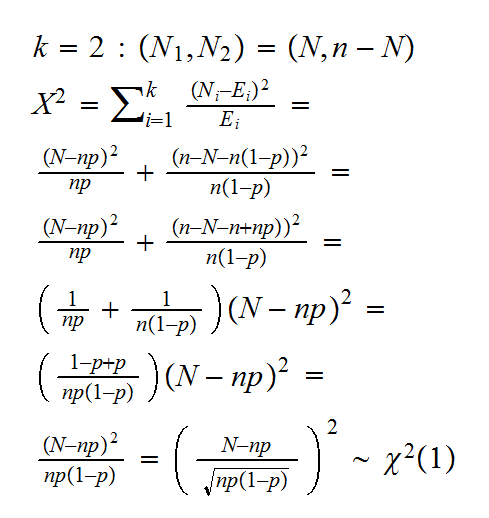 k = 2 : (N₁,N₂) = (N,n − N)
X² = ∑ᵏᵢ₌₁ (Nᵢ−Eᵢ)²/Eᵢ =
(N−np)²/np + (n−N−n(1−p))²/n(1−p) =
(N−np)²/np + (n−N−n+np))²/n(1−p) =
(1/np + 1/n(1−p))(N − np)² =
(1−p+p/np(1−p))(N − np)² =
(N−np)²/np(1−p) = (N−np/√np(1−p))² ~ χ²(1)